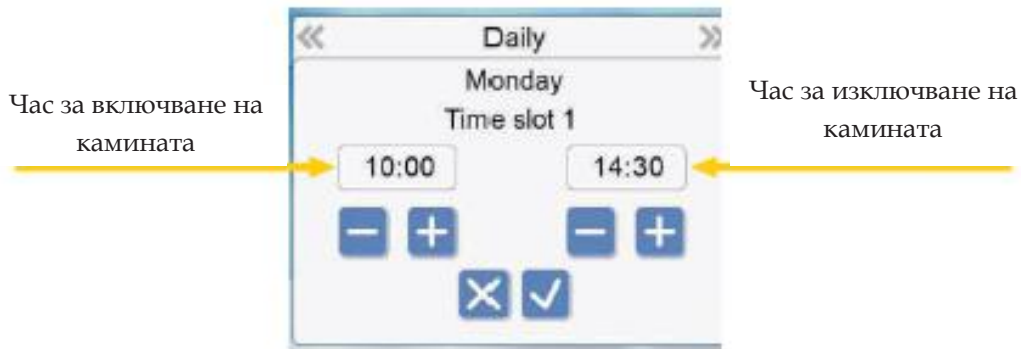 Daily
Monday
Time slot 1
Час за включване на
камината
10:00
14:30
Час за изключване на
камината